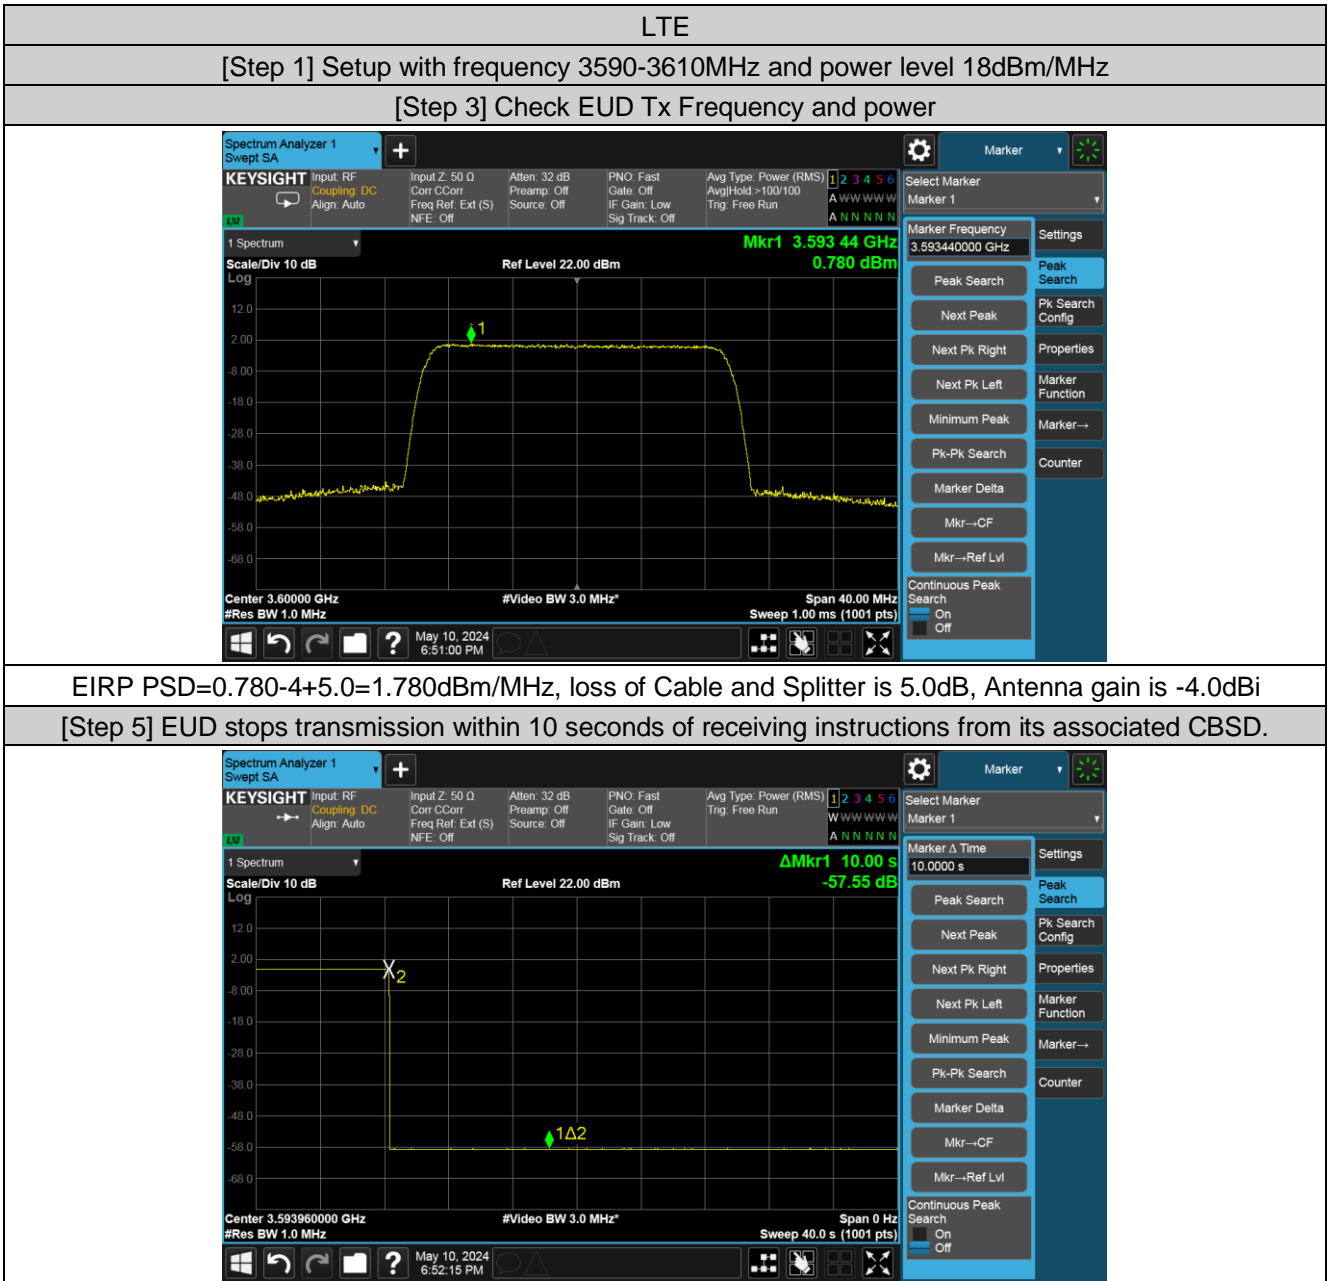 LTE
[Step 1] Setup with frequency 3590-3610MHz and power level 18dBm/MHz
[Step 3] Check EUD Tx Frequency and power
Spectrum Analyzer 1
Swept SA
+
Marker
KEYSIGHT
Input: RF
Coupling: DC
Align: Auto
Input Z: 50 Ω
Corr CCorr
Freq Ref: Ext (S)
NFE: Off
Atten: 32 dB
Preamp: Off
Source: Off
PNO: Fast
Gate: Off
IF Gain: Low
Sig Track: Off
Avg Type: Power (RMS)
Avg|Hold:>100/100
Trig: Free Run
1 2 3 4 5 6
A W W W W W
A N N N N N
LXI
Select Marker
Marker 1
1 Spectrum
Mkr1 3.593 44 GHz
Scale/Div 10 dB
Ref Level 22.00 dBm
0.780 dBm
Log
12.0
2.00
-8.00
-18.0
-28.0
-38.0
-48.0
-58.0
-68.0
1
Center 3.60000 GHz
#Video BW 3.0 MHz*
Span 40.00 MHz
#Res BW 1.0 MHz
Sweep 1.00 ms (1001 pts)
Marker Frequency
3.593440000 GHz
Peak Search
Next Peak
Next Pk Right
Next Pk Left
Minimum Peak
Pk-Pk Search
Marker Delta
Mkr→CF
Mkr→Ref Lvl
Continuous Peak
Search
On
Off
Settings
Peak
Search
Pk Search
Config
Properties
Marker
Function
Marker→
Counter
?
May 10, 2024
6:51:00 PM
EIRP PSD=0.780-4+5.0=1.780dBm/MHz, loss of Cable and Splitter is 5.0dB, Antenna gain is -4.0dBi
[Step 5] EUD stops transmission within 10 seconds of receiving instructions from its associated CBSD.
Spectrum Analyzer 1
Swept SA
+
Marker
KEYSIGHT
Input: RF
Coupling: DC
Align: Auto
Input Z: 50 Ω
Corr CCorr
Freq Ref: Ext (S)
NFE: Off
Atten: 32 dB
Preamp: Off
Source: Off
PNO: Fast
Gate: Off
IF Gain: Low
Sig Track: Off
Avg Type: Power (RMS)
Trig: Free Run
1 2 3 4 5 6
W W W W W W
A N N N N N
LXI
Select Marker
Marker 1
1 Spectrum
ΔMkr1 10.00 s
Scale/Div 10 dB
Ref Level 22.00 dBm
-57.55 dB
Log
12.0
2.00
-8.00
-18.0
-28.0
-38.0
-48.0
-58.0
-68.0
X2
1Δ2
Center 3.593960000 GHz
#Video BW 3.0 MHz*
Span 0 Hz
#Res BW 1.0 MHz
Sweep 40.0 s (1001 pts)
Marker Δ Time
10.0000 s
Peak Search
Next Peak
Next Pk Right
Next Pk Left
Minimum Peak
Pk-Pk Search
Marker Delta
Mkr→CF
Mkr→Ref Lvl
Continuous Peak
Search
On
Off
Settings
Peak
Search
Pk Search
Config
Properties
Marker
Function
Marker→
Counter
?
May 10, 2024
6:52:15 PM